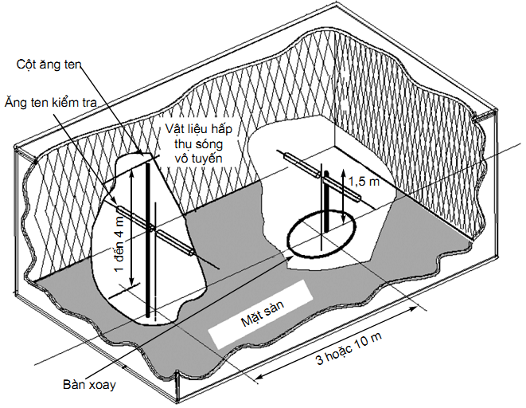 Cột ăng ten
Ăng ten kiểm tra
Vật liệu hấp
thụ sóng
vô tuyến
1,5 m
1 đến 4 m
Mặt sàn
3 hoặc 10 m
Bàn xoay